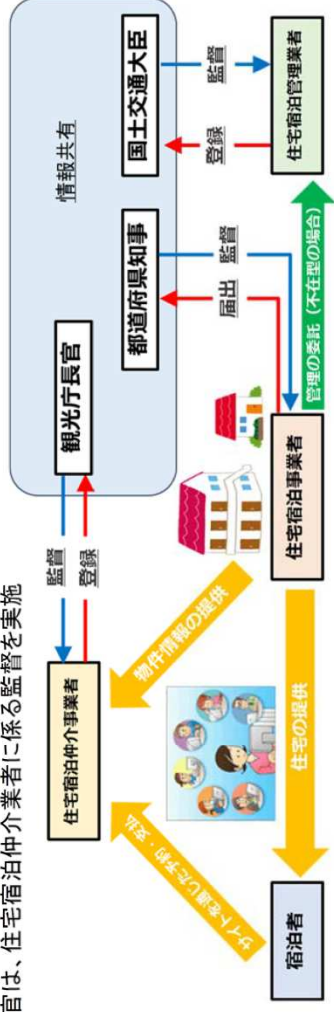 官は、住宅宿泊仲介業者に係る監督を実施
情報共有
観光庁長官
都道府県知事
国土交通大臣
監督
登録
届出
監督
登録
監督
住宅宿泊仲介事業者
物件情報の提供
サイトを通じた予約・支払
宿泊者
住宅の提供
住宅宿泊事業者
管理の委託（不在型の場合）
住宅宿泊管理業者